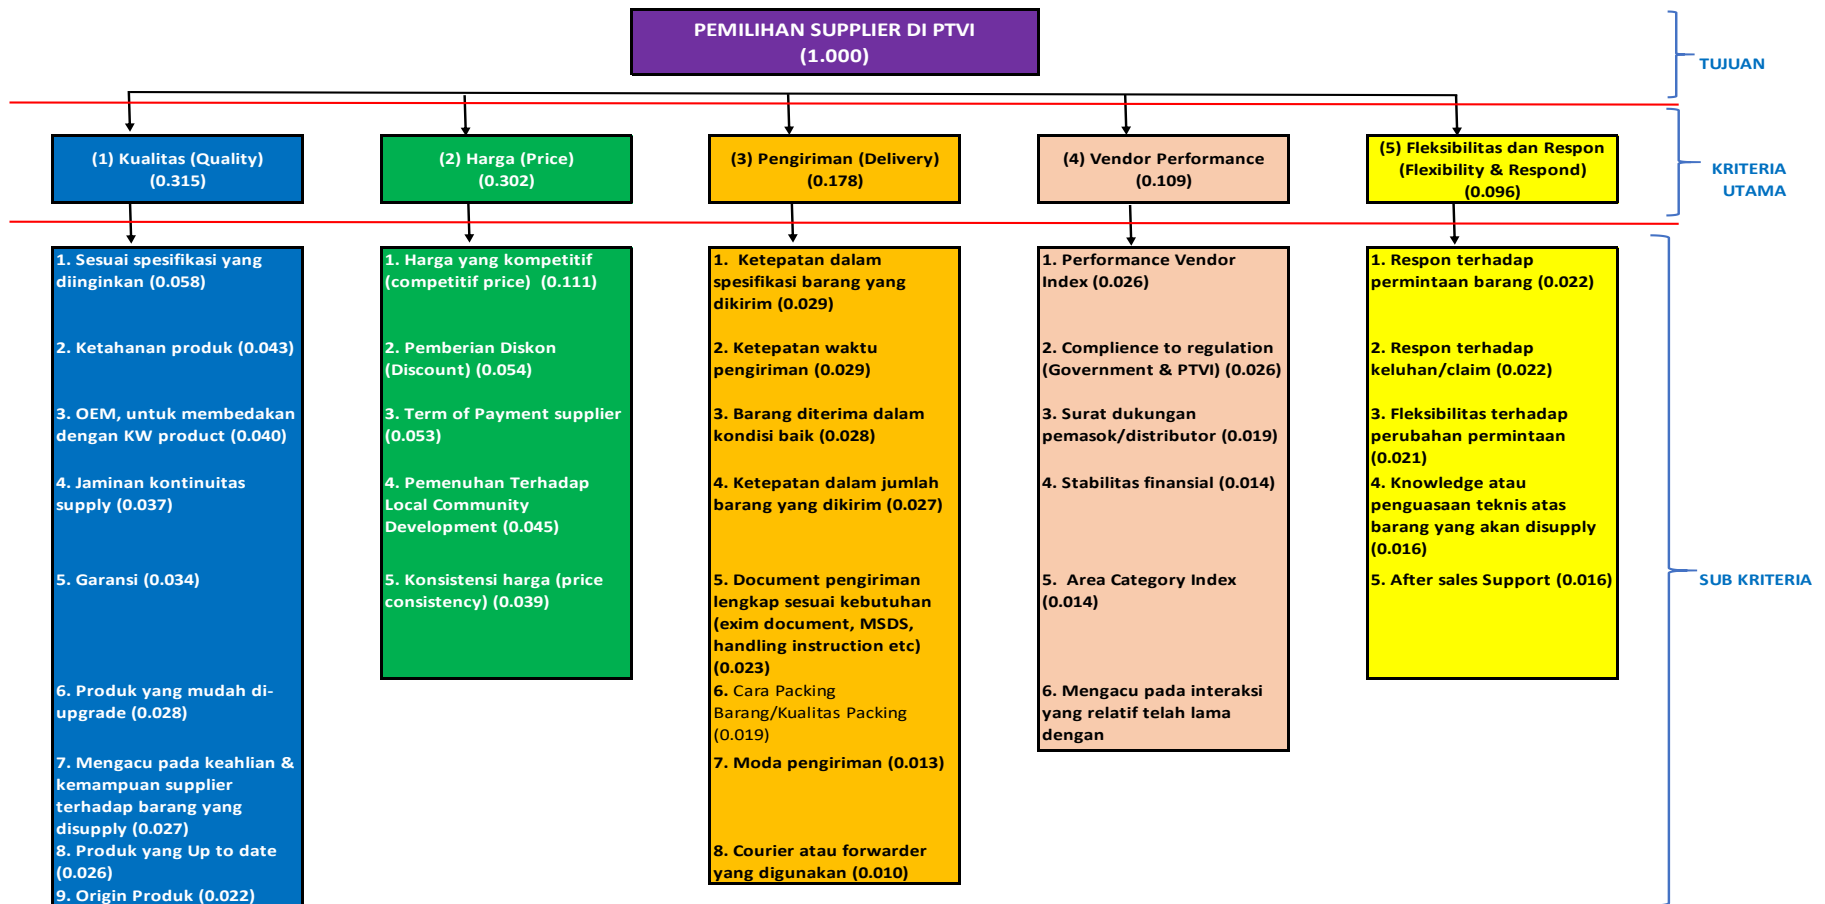 PEMILIHAN SUPPLIER DI PTVI
(1.000)
TUJUAN
(1) Kualitas (Quality)
(0.315)
(2) Harga (Price)
(0.302)
(3) Pengiriman (Delivery)
(0.178)
(4) Vendor Performance
(0.109)
(5) Fleksibilitas dan Respon
(Flexibility & Respond)
(0.096)
KRITERIA
UTAMA
1. Sesuai spesifikasi yang
diinginkan (0.058)
2. Ketahanan produk (0.043)
3. OEM, untuk membedakan
dengan KW product (0.040)
4. Jaminan kontinuitas
supply (0.037)
5. Garansi (0.034)
6. Produk yang mudah di-
upgrade (0.028)
7. Mengacu pada keahlian &
kemampuan supplier
terhadap barang yang
disupply (0.027)
8. Produk yang Up to date
(0.026)
9. Origin Produk (0.022)
1. Harga yang kompetitif
(competitif price)  (0.111)
2. Pemberian Diskon
(Discount) (0.054)
3. Term of Payment supplier
(0.053)
4. Pemenuhan Terhadap
Local Community
Development (0.045)
5. Konsistensi harga (price
consistency) (0.039)
1.  Ketepatan dalam
spesifikasi barang yang
dikirim (0.029)
2. Ketepatan waktu
pengiriman (0.029)
3. Barang diterima dalam
kondisi baik (0.028)
4. Ketepatan dalam jumlah
barang yang dikirim (0.027)
5. Document pengiriman
lengkap sesuai kebutuhan
(exim document, MSDS,
handling instruction etc)
(0.023)
6. Cara Packing
Barang/Kualitas Packing
(0.019)
7. Moda pengiriman (0.013)
8. Courier atau forwarder
yang digunakan (0.010)
1. Performance Vendor
Index (0.026)
2. Complience to regulation
(Government & PTVI) (0.026)
3. Surat dukungan
pemasok/distributor (0.019)
4. Stabilitas finansial (0.014)
5.  Area Category Index
(0.014)
6. Mengacu pada interaksi
yang relatif telah lama
dengan
1. Respon terhadap
permintaan barang (0.022)
2. Respon terhadap
keluhan/claim (0.022)
3. Fleksibilitas terhadap
perubahan permintaan
(0.021)
4. Knowledge atau
penguasaan teknis atas
barang yang akan disupply
(0.016)
5. After sales Support (0.016)
SUB KRITERIA